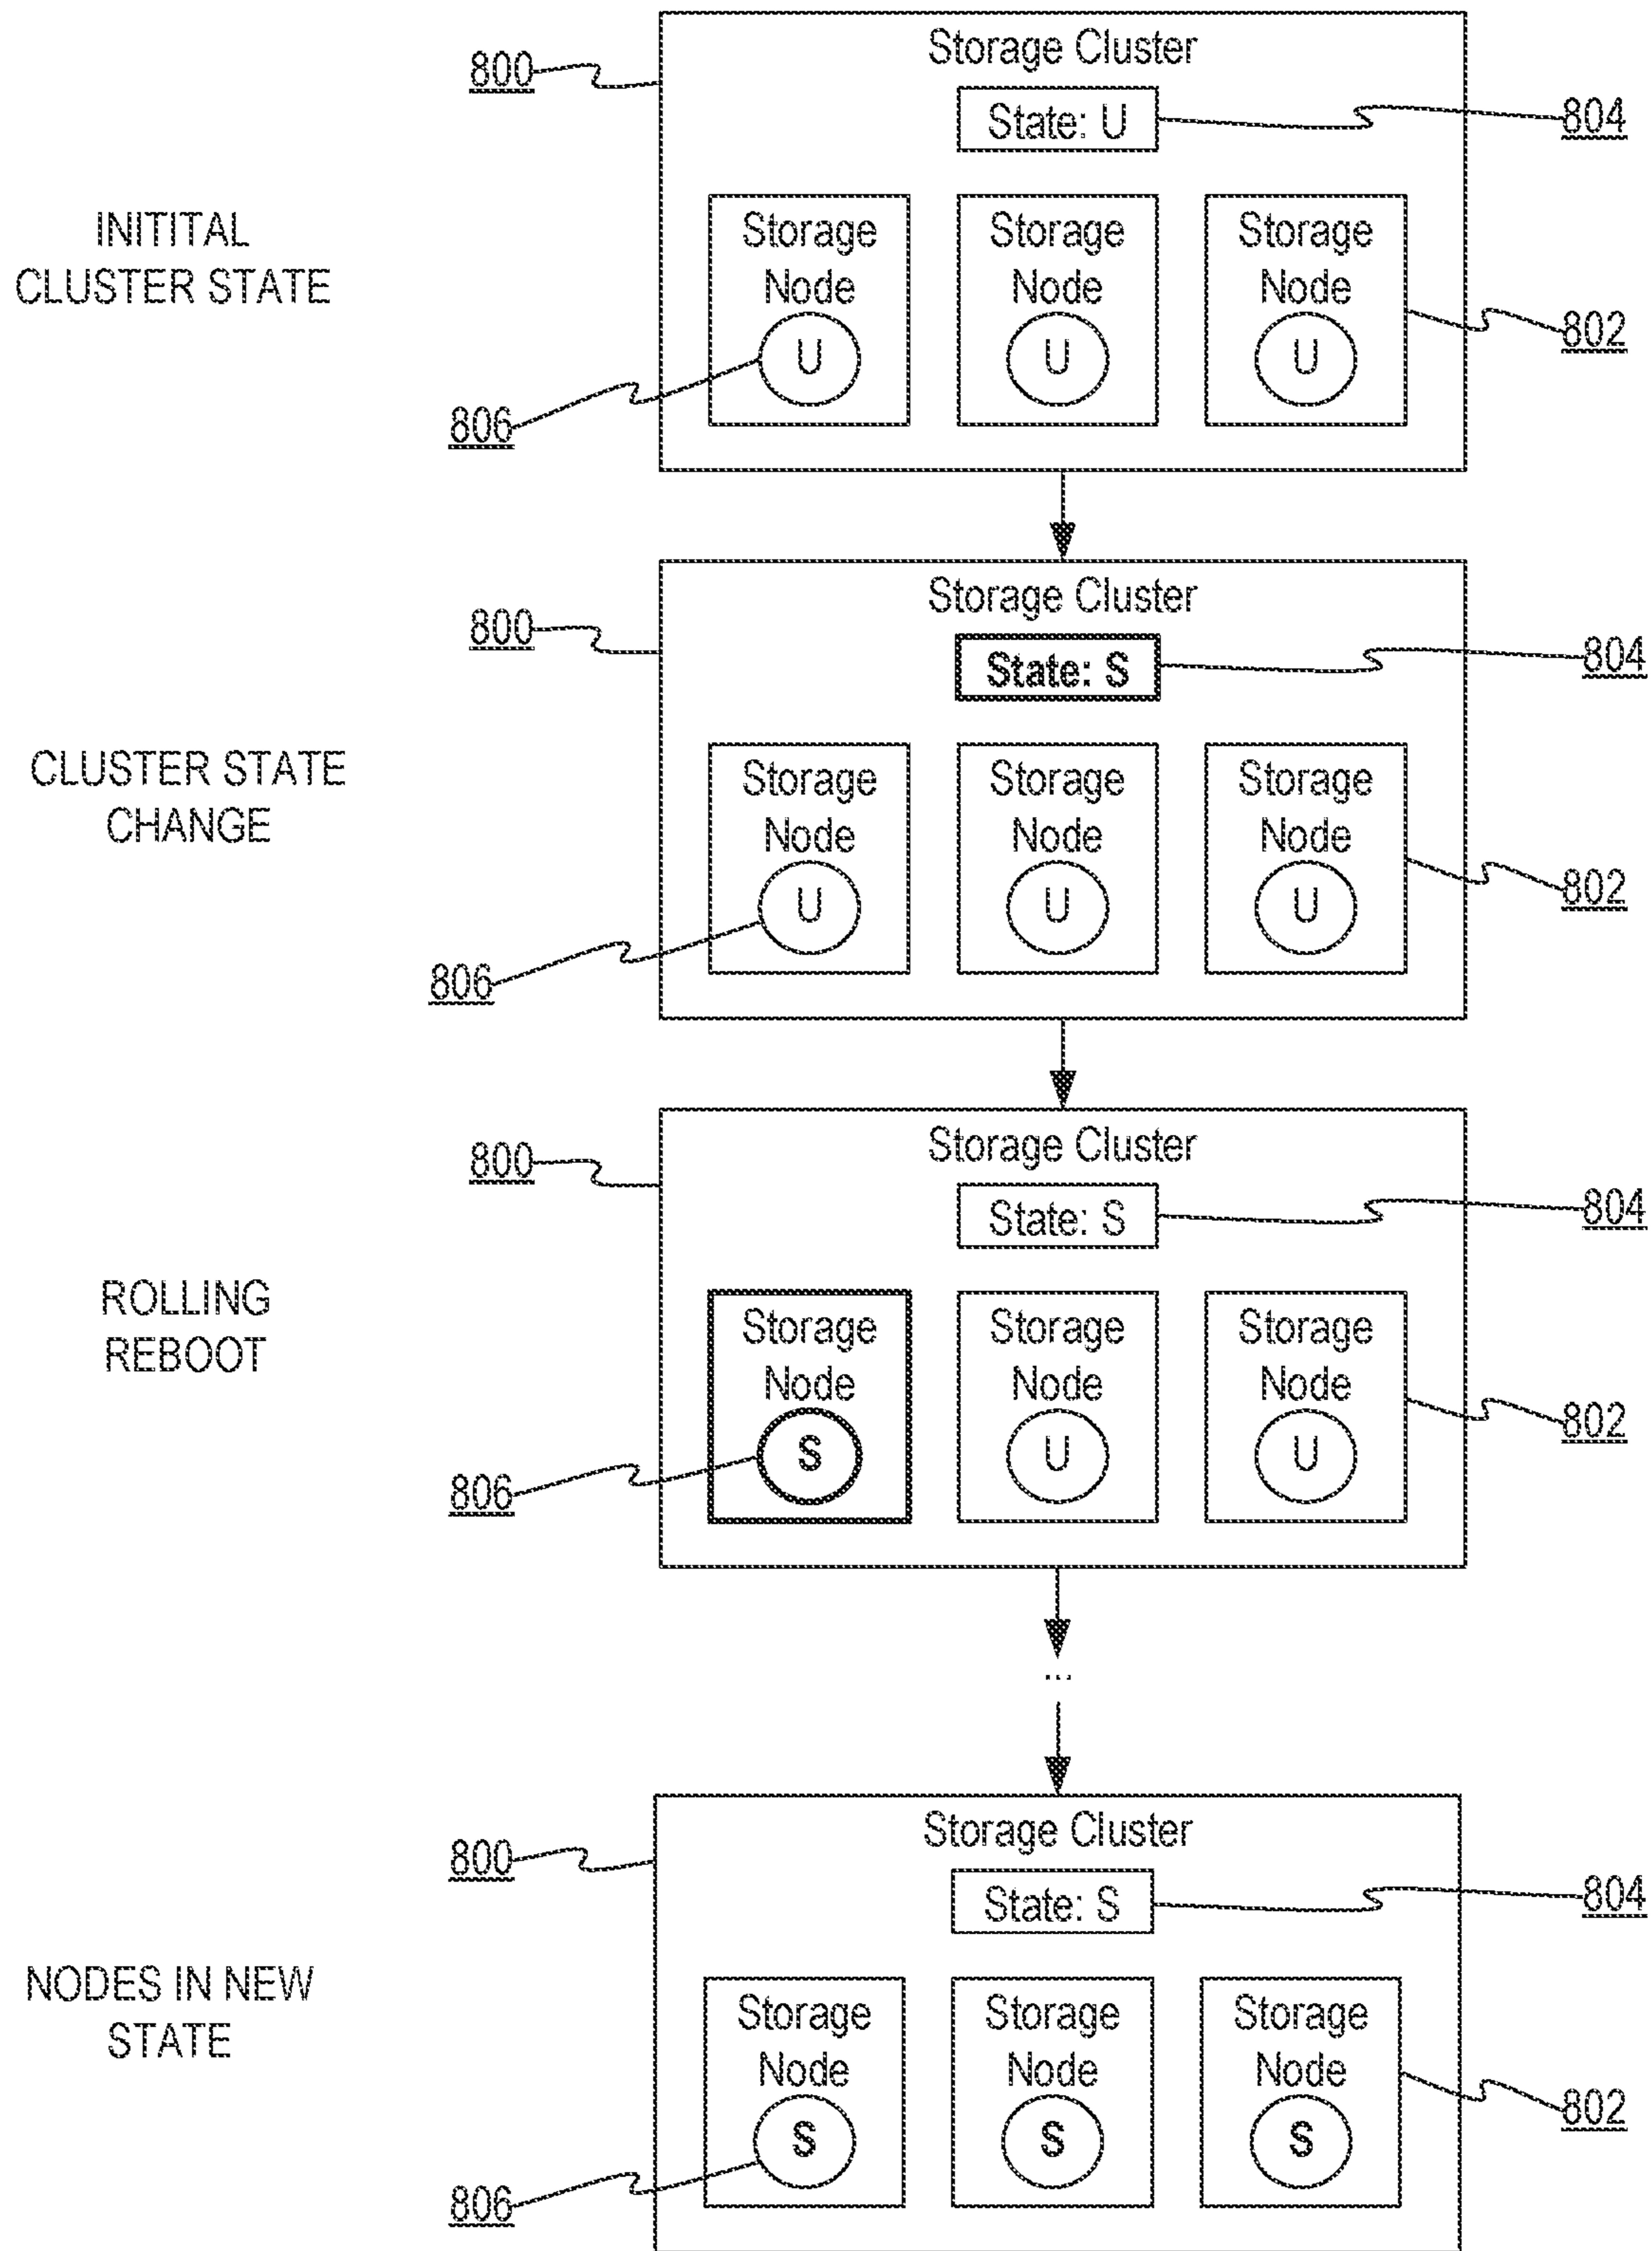 Storage Cluster
800
State: U
804
INITITAL
CLUSTER STATE
Storage
Node
U
Storage
Node
U
Storage
Node
U
802
806
Storage Cluster
800
State: S
804
CLUSTER STATE
CHANGE
Storage
Node
U
Storage
Node
U
Storage
Node
U
802
806
Storage Cluster
800
State: S
804
ROLLING
REBOOT
Storage
Node
S
Storage
Node
U
Storage
Node
U
802
806
...
Storage Cluster
800
State: S
804
NODES IN NEW
STATE
Storage
Node
S
Storage
Node
S
Storage
Node
S
802
806